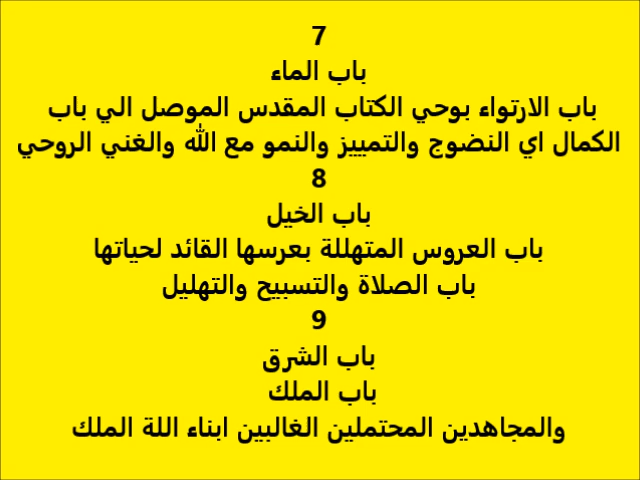 7
باب الماء
باب الارتواء بوحي الكتاب المقدس الموصل الي باب
الكمال اي النضوج والتمييز والنمو مع الله والغني الروحي
8
باب الخيل
باب العروس المتهللة بعرسها القائد لحياتها
باب الصلاة والتسبيح والتهليل
9
باب الشرق
باب الملك
والمجاهدين المحتملين الغالبين ابناء اللة الملك